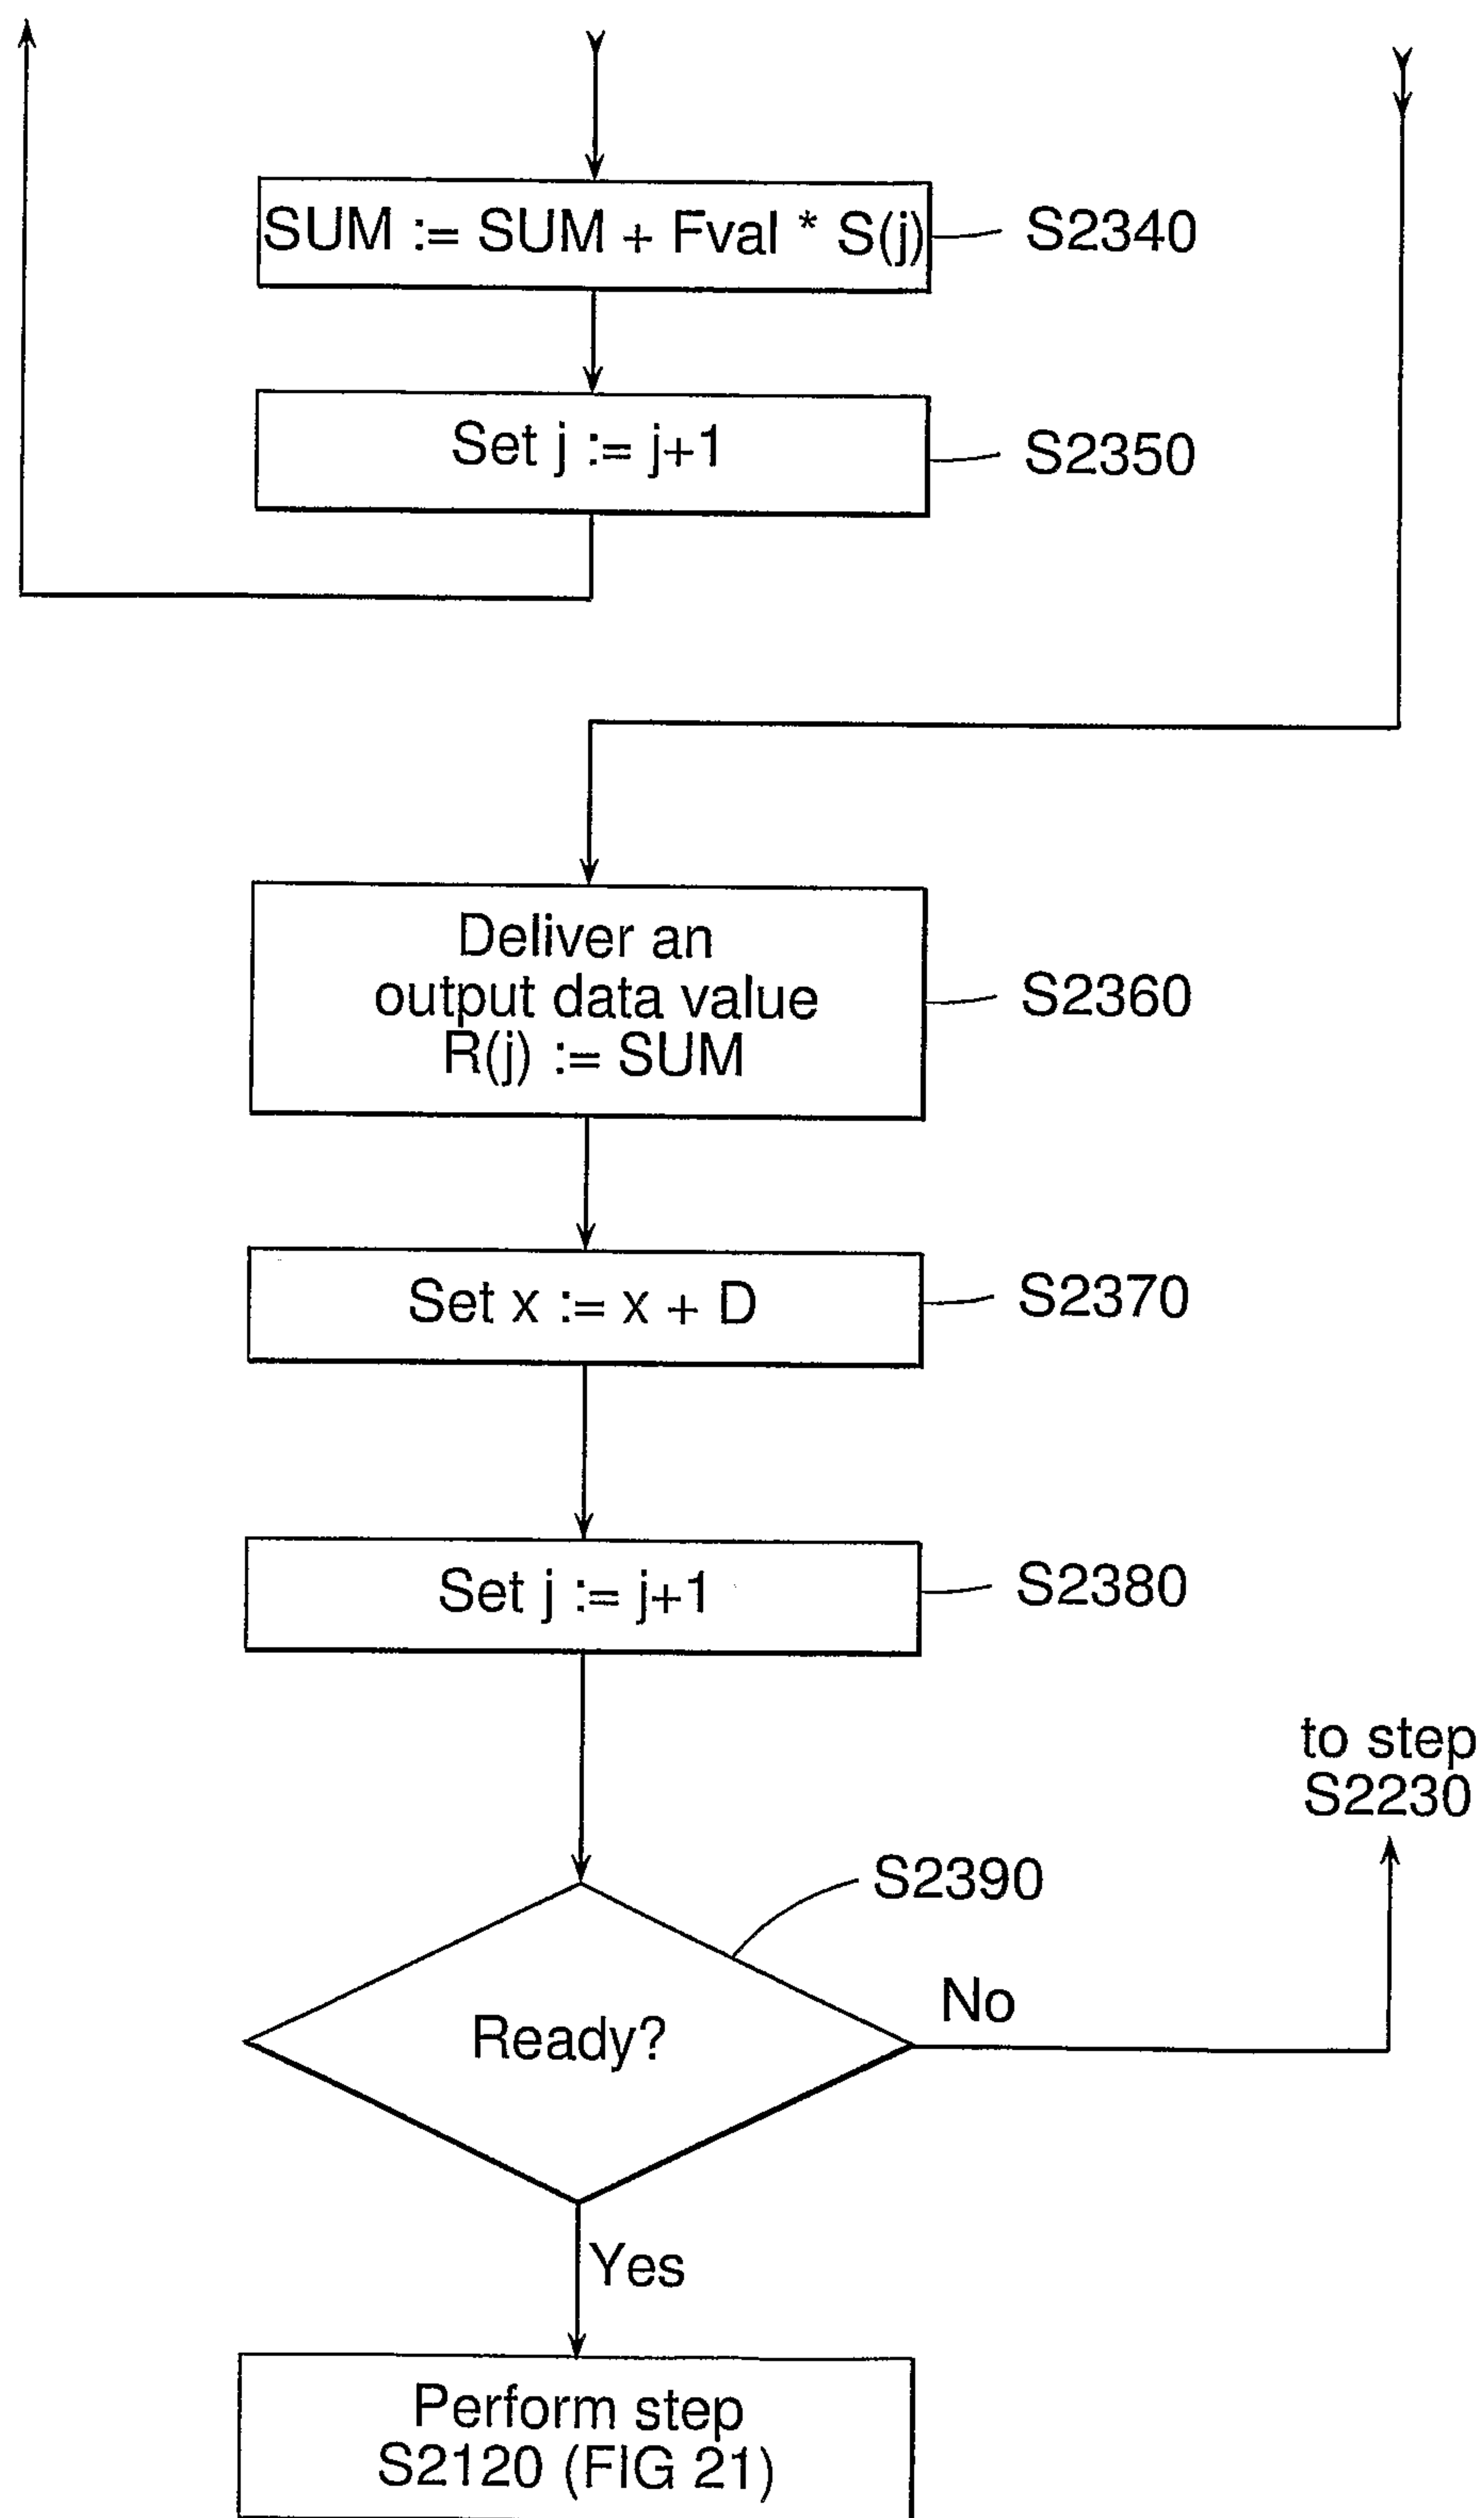 SUM := SUM + Fval * S(j)
S2340
Set j := j+1
S2350
Deliver an
output data value
R(j) := SUM
S2360
Set x := x + D
S2370
Set j := j+1
S2380
to step
S2230
S2390
No
Ready?
Yes
Perform step
S2120 (FIG 21)